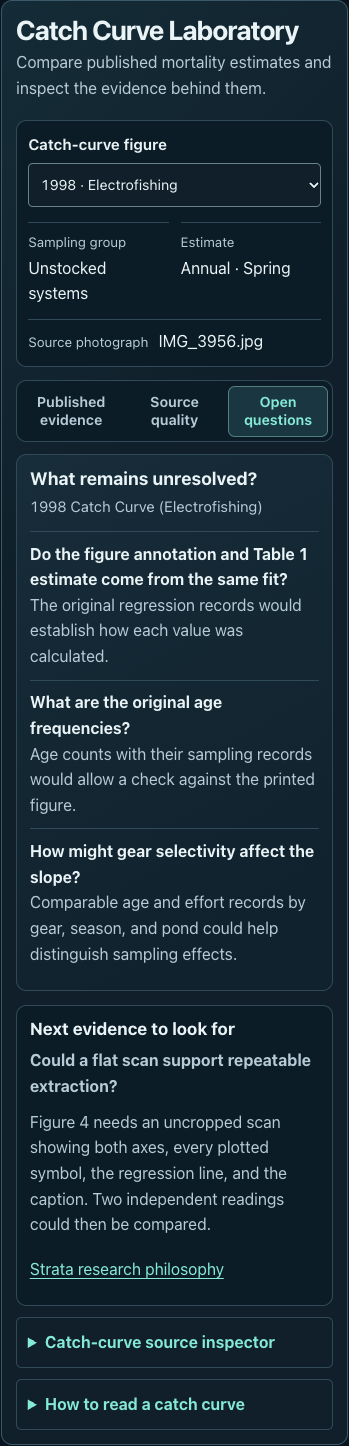 Catch Curve Laboratory
Compare published mortality estimates and
inspect the evidence behind them.
Catch-curve figure
1998 · Electrofishing
Sampling group
Unstocked
systems
Estimate
Annual · Spring
Source photograph IMG_3956.jpg
Published
evidence
Source
quality
Open
questions
What remains unresolved?
1998 Catch Curve (Electrofishing)
Do the figure annotation and Table 1
estimate come from the same fit?
The original regression records would
establish how each value was
calculated.
What are the original age
frequencies?
Age counts with their sampling records
would allow a check against the printed
figure.
How might gear selectivity affect the
slope?
Comparable age and effort records by
gear, season, and pond could help
distinguish sampling effects.
Next evidence to look for
Could a flat scan support repeatable
extraction?
Figure 4 needs an uncropped scan
showing both axes, every plotted
symbol, the regression line, and the
caption. Two independent readings
could then be compared.
Strata research philosophy
Catch-curve source inspector
How to read a catch curve